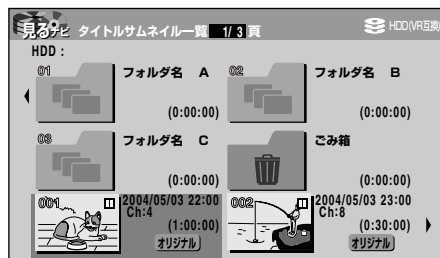 見るナビ タイトルサムネイル一覧 1/3 頁 HDD(VR互換)
HDD :
01 フォルダ名 A (0:00:00)
02 フォルダ名 B (0:00:00)
03 フォルダ名 C (0:00:00)
ごみ箱 (0:00:00)
001 2004/05/03 22:00
Ch:4
(1:00:00)
オリジナル
002 2004/05/03 23:00
Ch:8
(0:30:00)
オリジナル